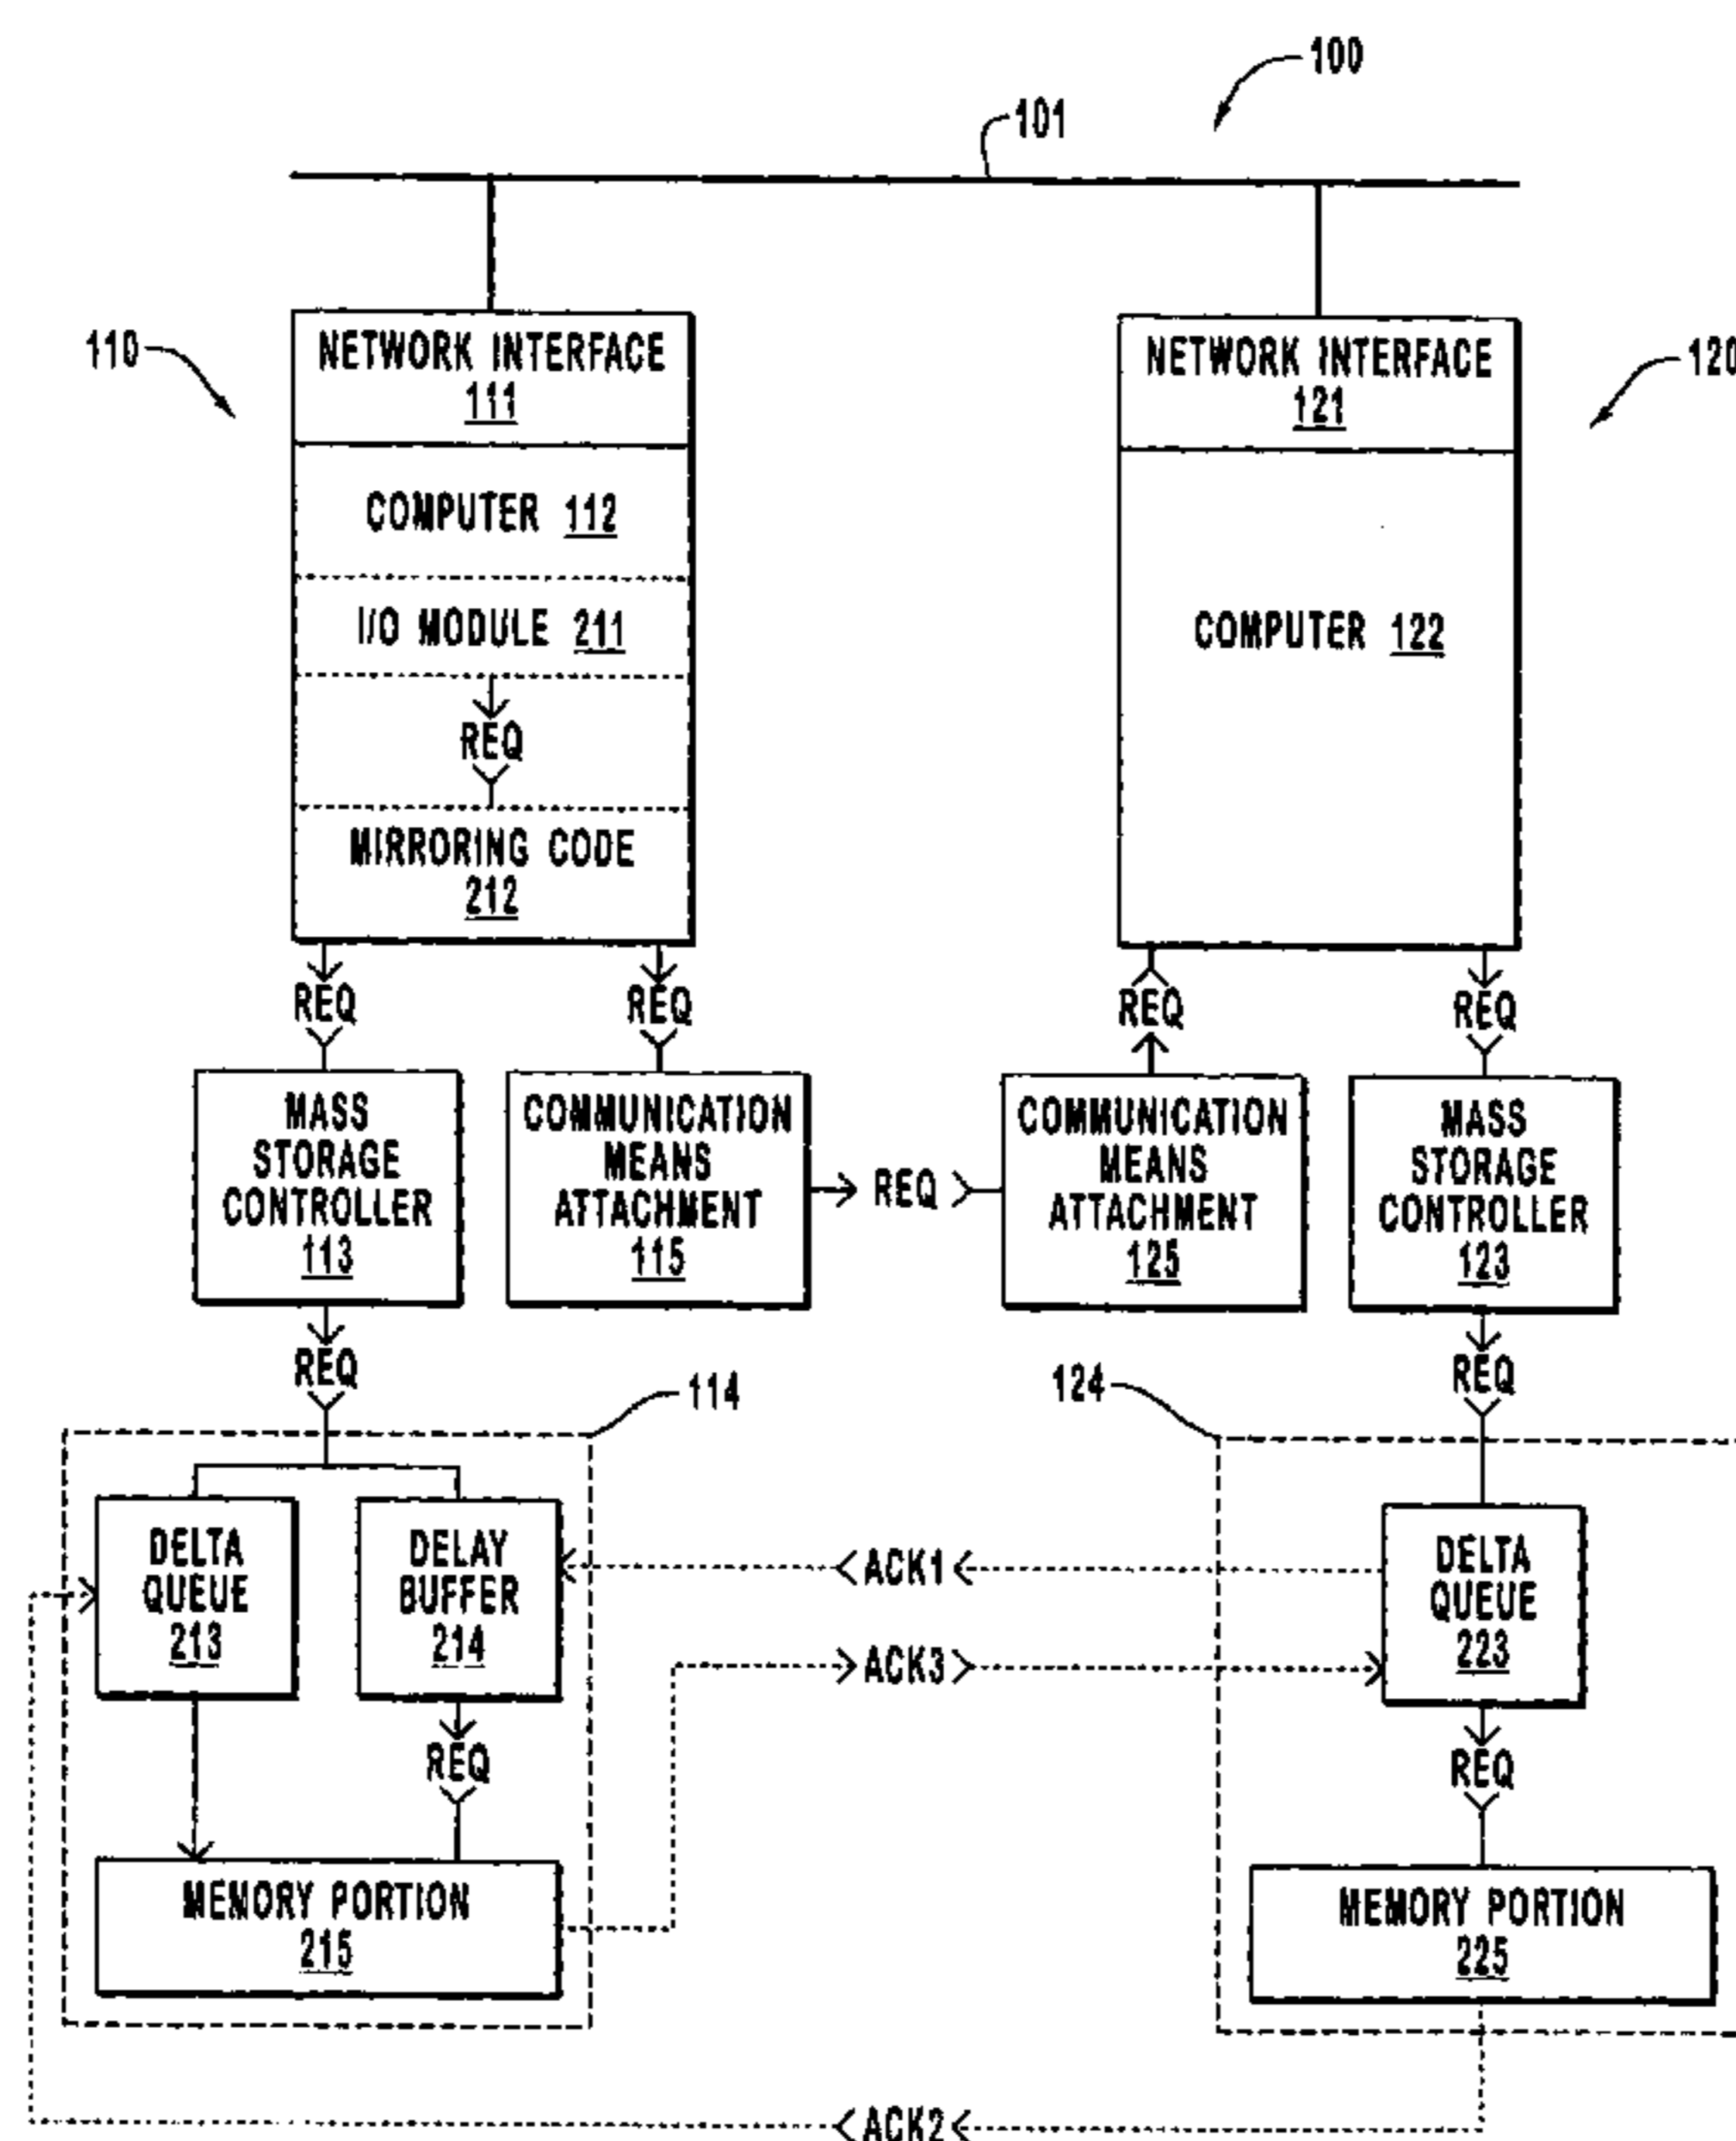 100
101
110
NETWORK INTERFACE
111
COMPUTER 112
I/O MODULE 211
REQ
MIRRORING CODE
212
NETWORK INTERFACE
121
120
COMPUTER 122
REQ
REQ
REQ
REQ
MASS
STORAGE
CONTROLLER
113
COMMUNICATION
MEANS
ATTACHMENT
115
REQ
COMMUNICATION
MEANS
ATTACHMENT
125
MASS
STORAGE
CONTROLLER
123
REQ
REQ
114
124
DELTA
QUEUE
213
DELAY
BUFFER
214
ACK1
ACK3
DELTA
QUEUE
223
REQ
REQ
MEMORY PORTION
215
MEMORY PORTION
225
ACK2